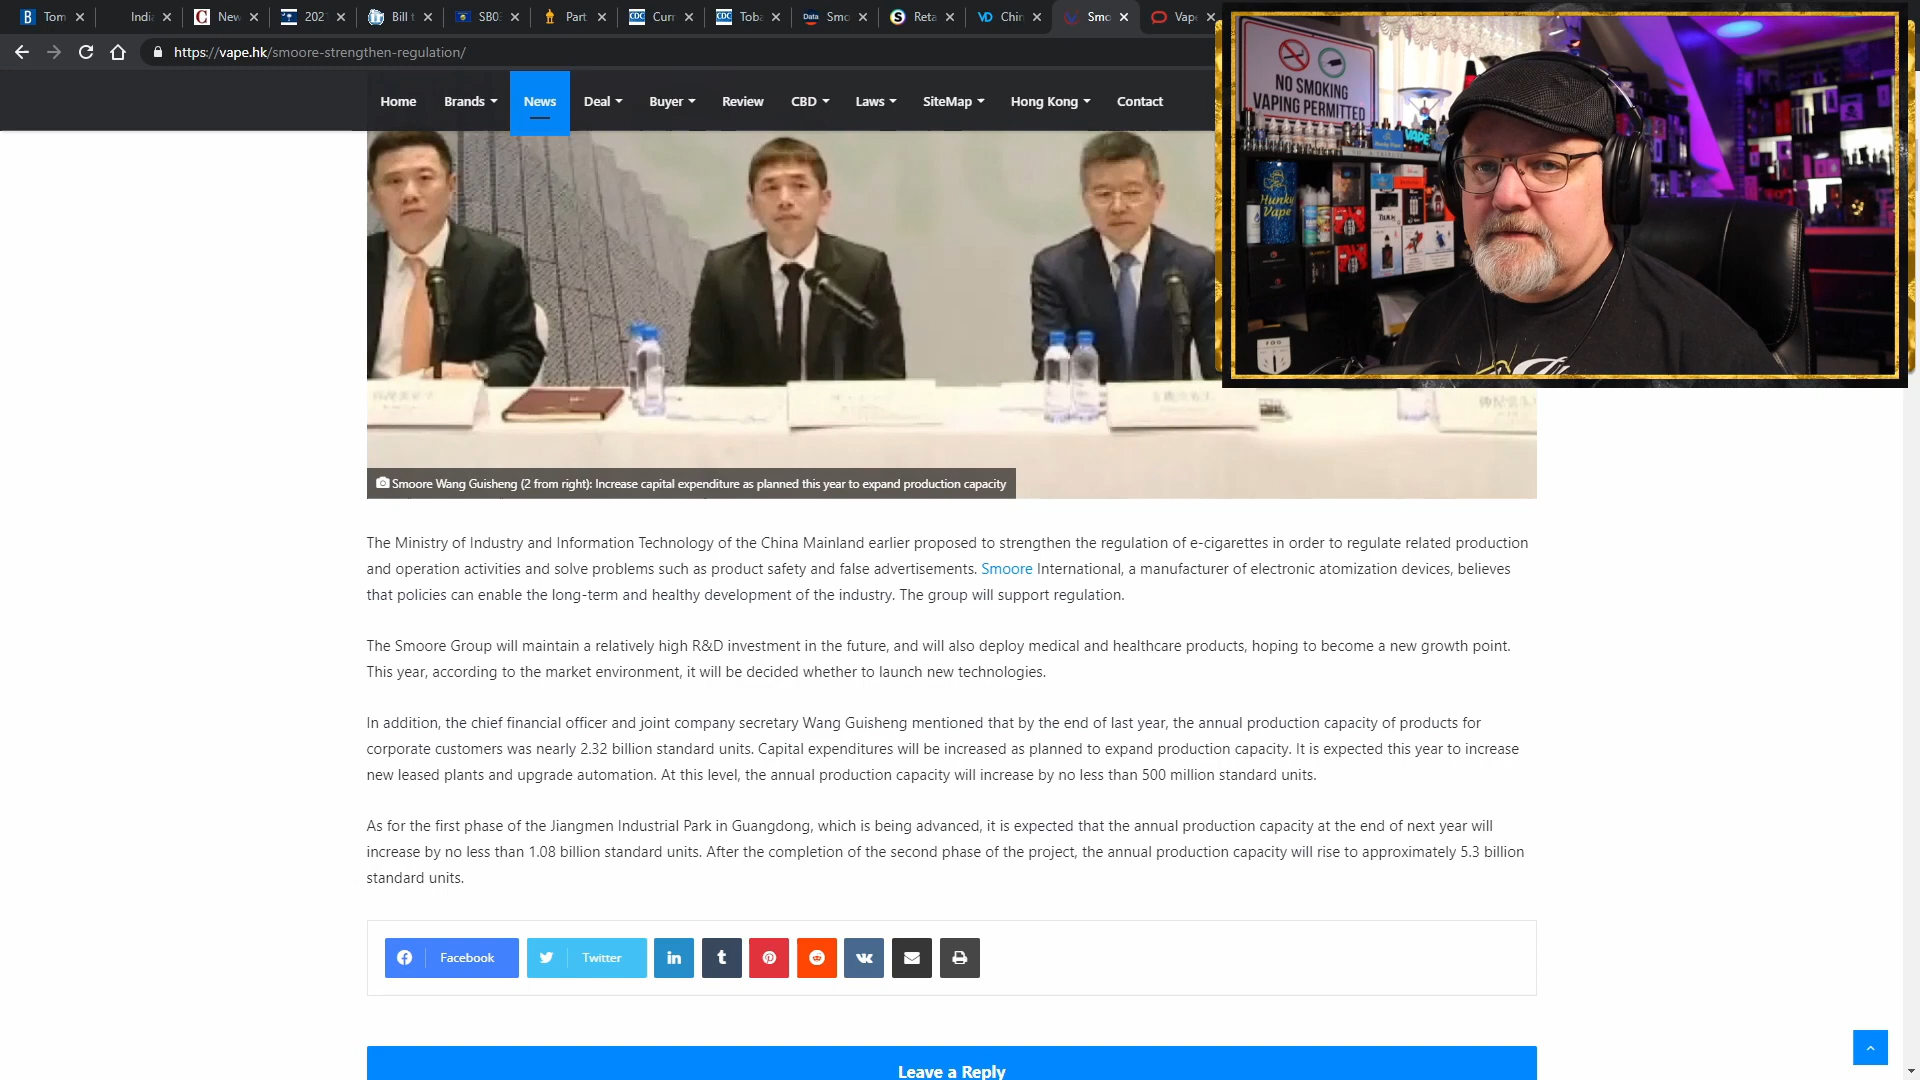 Tom
India
New
202
Bill t
SB03
Part
Curr
Toba
Smo
Reta
Chin
Smo
Vape
https://vape.hk/smoore-strengthen-regulation/
Home Brands News Deal Buyer Review CBD Laws SiteMap Hong Kong Contact
NO SMOKING
VAPING PERMITTED
VAPE
Hunky
Vape
FOG
Smoore Wang Guisheng (2 from right): Increase capital expenditure as planned this year to expand production capacity
The Ministry of Industry and Information Technology of the China Mainland earlier proposed to strengthen the regulation of e-cigarettes in order to regulate related production
and operation activities and solve problems such as product safety and false advertisements. Smoore International, a manufacturer of electronic atomization devices, believes
that policies can enable the long-term and healthy development of the industry. The group will support regulation.
The Smoore Group will maintain a relatively high R&D investment in the future, and will also deploy medical and healthcare products, hoping to become a new growth point.
This year, according to the market environment, it will be decided whether to launch new technologies.
In addition, the chief financial officer and joint company secretary Wang Guisheng mentioned that by the end of last year, the annual production capacity of products for
corporate customers was nearly 2.32 billion standard units. Capital expenditures will be increased as planned to expand production capacity. It is expected this year to increase
new leased plants and upgrade automation. At this level, the annual production capacity will increase by no less than 500 million standard units.
As for the first phase of the Jiangmen Industrial Park in Guangdong, which is being advanced, it is expected that the annual production capacity at the end of next year will
increase by no less than 1.08 billion standard units. After the completion of the second phase of the project, the annual production capacity will rise to approximately 5.3 billion
standard units.
Facebook Twitter
Leave a Reply